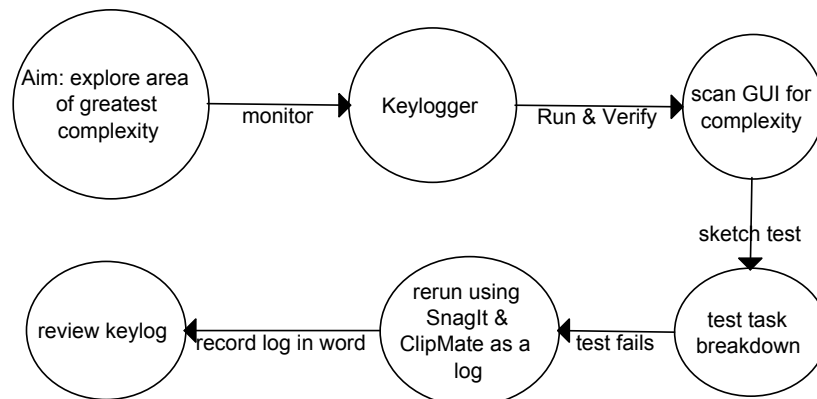 Aim: explore area
of greatest
complexity
monitor
Keylogger
Run & Verify
scan GUI for
complexity
sketch test
test task
breakdown
test fails
rerun using
SnagIt &
ClipMate as a
log
record log in word
review keylog